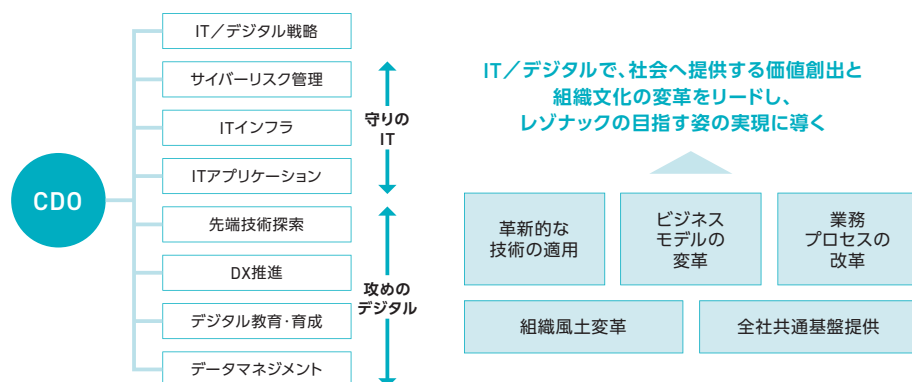 CDO
IT／デジタル戦略
サイバーリスク管理
ITインフラ
ITアプリケーション
先端技術探索
DX推進
デジタル教育・育成
データマネジメント
守りの
IT
攻めの
デジタル
IT／デジタルで、社会へ提供する価値創出と
組織文化の変革をリードし、
レゾナックの目指す姿の実現に導く
革新的な
技術の適用
ビジネス
モデルの
変革
業務
プロセスの
改革
組織風土変革
全社共通基盤提供